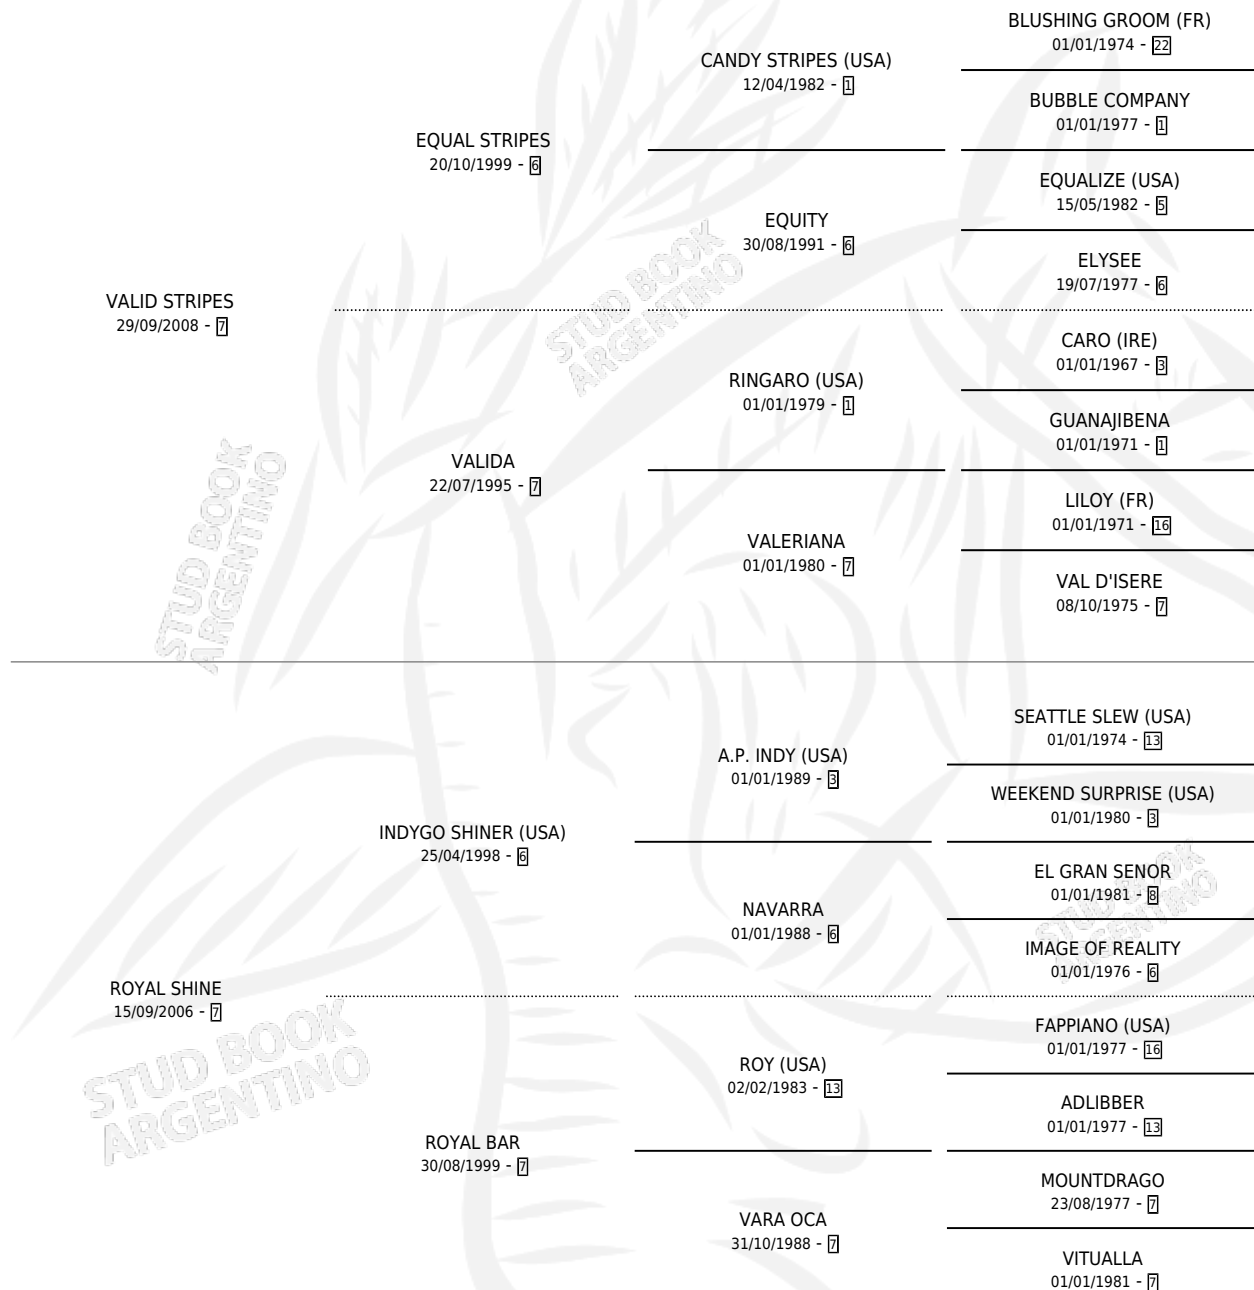 BLUSHING GROOM (FR)
01/01/1974 - 22
CANDY STRIPES (USA)
12/04/1982 - 1
BUBBLE COMPANY
01/01/1977 - 1
EQUAL STRIPES
20/10/1999 - 6
EQUALIZE (USA)
15/05/1982 - 5
EQUITY
30/08/1991 - 6
ELYSEE
19/07/1977 - 6
VALID STRIPES
29/09/2008 - 7
CARO (IRE)
01/01/1967 - 3
RINGARO (USA)
01/01/1979 - 1
GUANAJIBENA
01/01/1971 - 1
VALIDA
22/07/1995 - 7
LILOY (FR)
01/01/1971 - 16
VALERIANA
01/01/1980 - 7
VAL D'ISERE
08/10/1975 - 7
SEATTLE SLEW (USA)
01/01/1974 - 13
A.P. INDY (USA)
01/01/1989 - 3
WEEKEND SURPRISE (USA)
01/01/1980 - 3
INDYGO SHINER (USA)
25/04/1998 - 6
EL GRAN SENOR
01/01/1981 - 8
NAVARRA
01/01/1988 - 6
IMAGE OF REALITY
01/01/1976 - 6
ROYAL SHINE
15/09/2006 - 7
FAPPIANO (USA)
01/01/1977 - 16
ROY (USA)
02/02/1983 - 13
ADLIBBER
01/01/1977 - 13
ROYAL BAR
30/08/1999 - 7
MOUNTDRAGO
23/08/1977 - 7
VARA OCA
31/10/1988 - 7
VITUALLA
01/01/1981 - 7
STUD BOOK
ARGENTINO
STUD BOOK
ARGENTINO
STUD BOOK
ARGENTINO
STUD BOOK
ARGENTINO